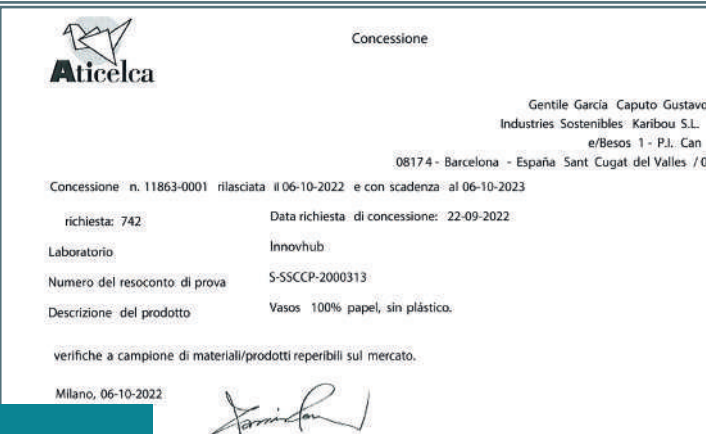 Aticelca
Concessione
Gentile García Caputo Gustavo
Industries Sostenibles Karibou S.L.
e/Besos 1 - P.I. Can
08174 - Barcelona - España Sant Cugat del Valles /
Concessione n. 11863-0001 rilasciata il 06-10-2022 e con scadenza al 06-10-2023
richiesta: 742 Data richiesta di concessione: 22-09-2022
Laboratorio Innovhub
Numero del resoconto di prova S-SSCCP-2000313
Descrizione del prodotto Vasos 100% papel, sin plástico.
verifiche a campione di materiali/prodotti reperibili sul mercato.
Milano, 06-10-2022